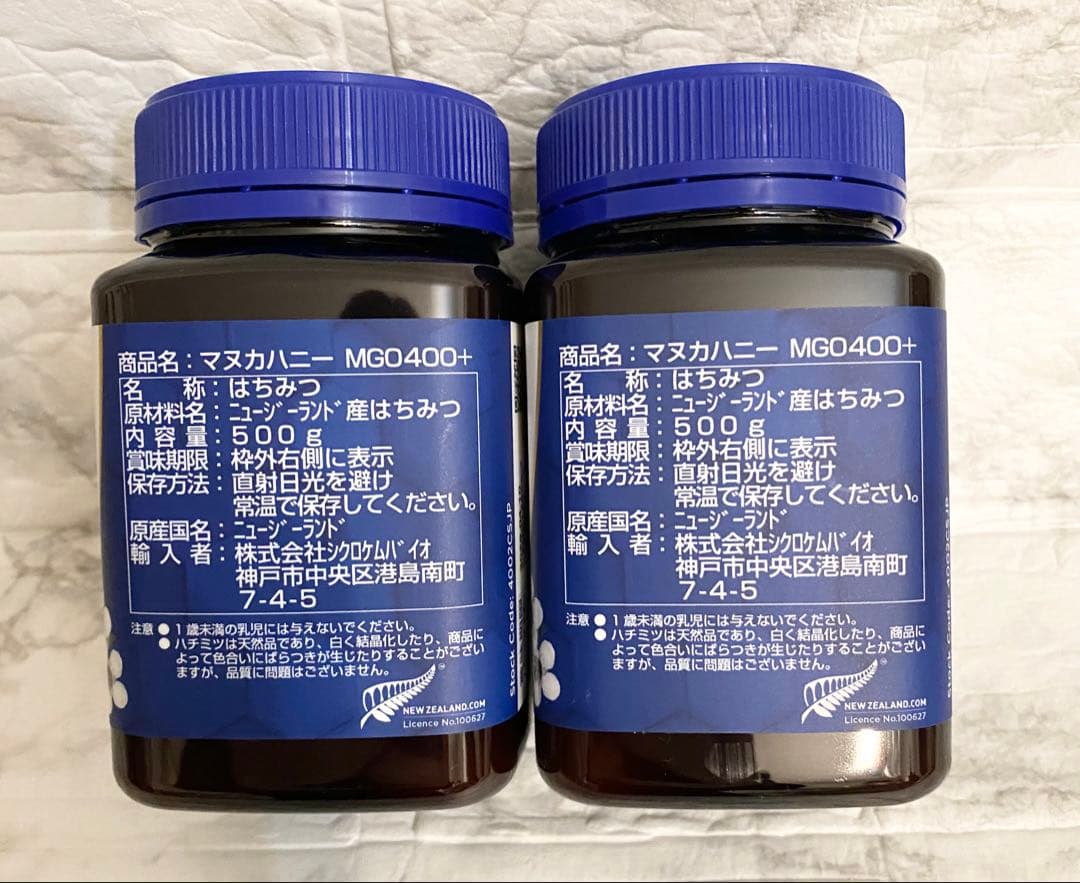 商品名：マヌカハニー MGO400+
名　　称：はちみつ
原材料名：ﾆｭｰｼﾞｰﾗﾝﾄﾞ産はちみつ
内 容 量：５００ｇ
賞味期限：枠外右側に表示
保存方法：直射日光を避け
常温で保存してください。
原産国名：ﾆｭｰｼﾞｰﾗﾝﾄﾞ
輸 入 者：株式会社ｼｸﾛｹﾑﾊﾞｲｵ
神戸市中央区港島南町
7-4-5
注意 ● １歳未満の乳児には与えないでください。
● ハチミツは天然品であり、白く結晶化したり、商品に
よって色合いにばらつきが生じたりすることがござい
ますが、品質に問題はございません。
NEW ZEALAND.COM
Licence No.100627
Stock Code: 4002CSJP
商品名：マヌカハニー MGO400+
名　　称：はちみつ
原材料名：ﾆｭｰｼﾞｰﾗﾝﾄﾞ産はちみつ
内 容 量：５００ｇ
賞味期限：枠外右側に表示
保存方法：直射日光を避け
常温で保存してください。
原産国名：ﾆｭｰｼﾞｰﾗﾝﾄﾞ
輸 入 者：株式会社ｼｸﾛｹﾑﾊﾞｲｵ
神戸市中央区港島南町
7-4-5
注意 ● １歳未満の乳児には与えないでください。
● ハチミツは天然品であり、白く結晶化したり、商品に
よって色合いにばらつきが生じたりすることがござい
ますが、品質に問題はございません。
NEW ZEALAND.COM
Licence No.100627
Stock Code: 4002CSJP